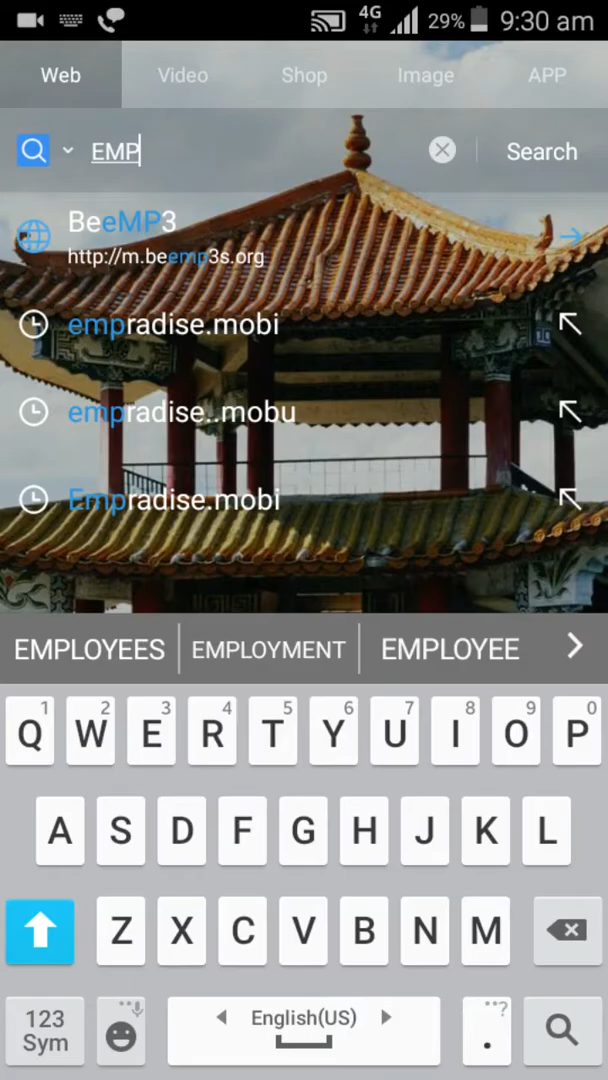 4G 29% 9:30 am
Web Video Shop Image APP
EMP Search
BeeMP3
http://m.beemp3s.org
empradise.mobi
empradise..mobu
Empradise.mobi
EMPLOYEES EMPLOYMENT EMPLOYEE
1 2 3 4 5 6 7 8 9 0
Q W E R T Y U I O P
A S D F G H J K L
Z X C V B N M
123 English(US) ..?
Sym .